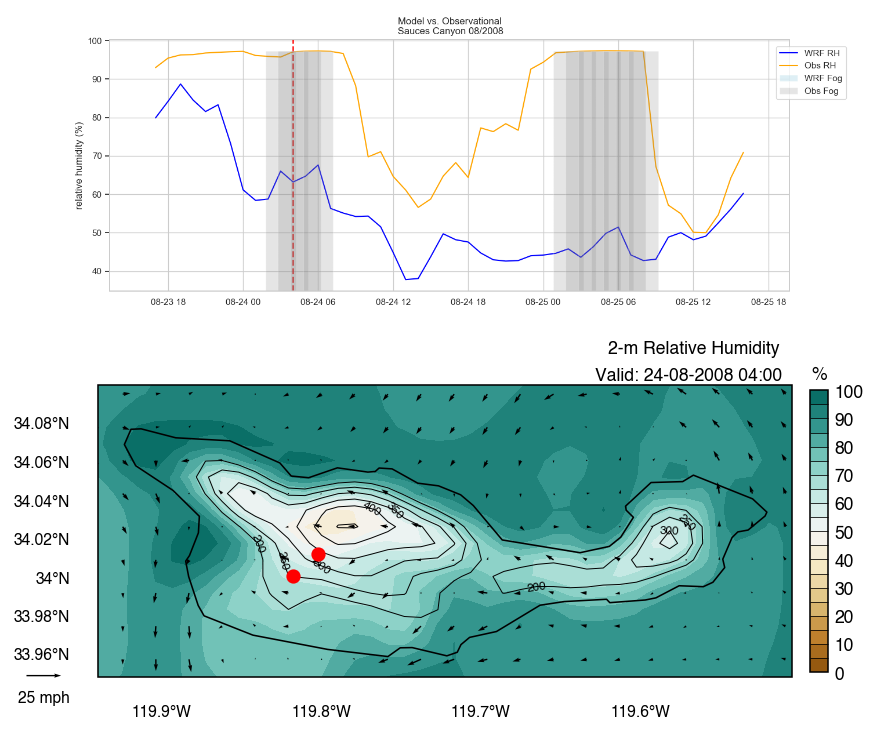 Model vs. Observational
Sauces Canyon 08/2008
relative humidity (%)
100
90
80
70
60
50
40
WRF RH
Obs RH
WRF Fog
Obs Fog
08-23 18
08-24 00
08-24 06
08-24 12
08-24 18
08-25 00
08-25 06
08-25 12
08-25 18
2-m Relative Humidity
Valid: 24-08-2008 04:00
%
34.08°N
34.06°N
34.04°N
34.02°N
34°N
33.98°N
33.96°N
25 mph
400
300
200
200
100
90
80
70
60
50
40
30
20
10
0
119.9°W
119.8°W
119.7°W
119.6°W